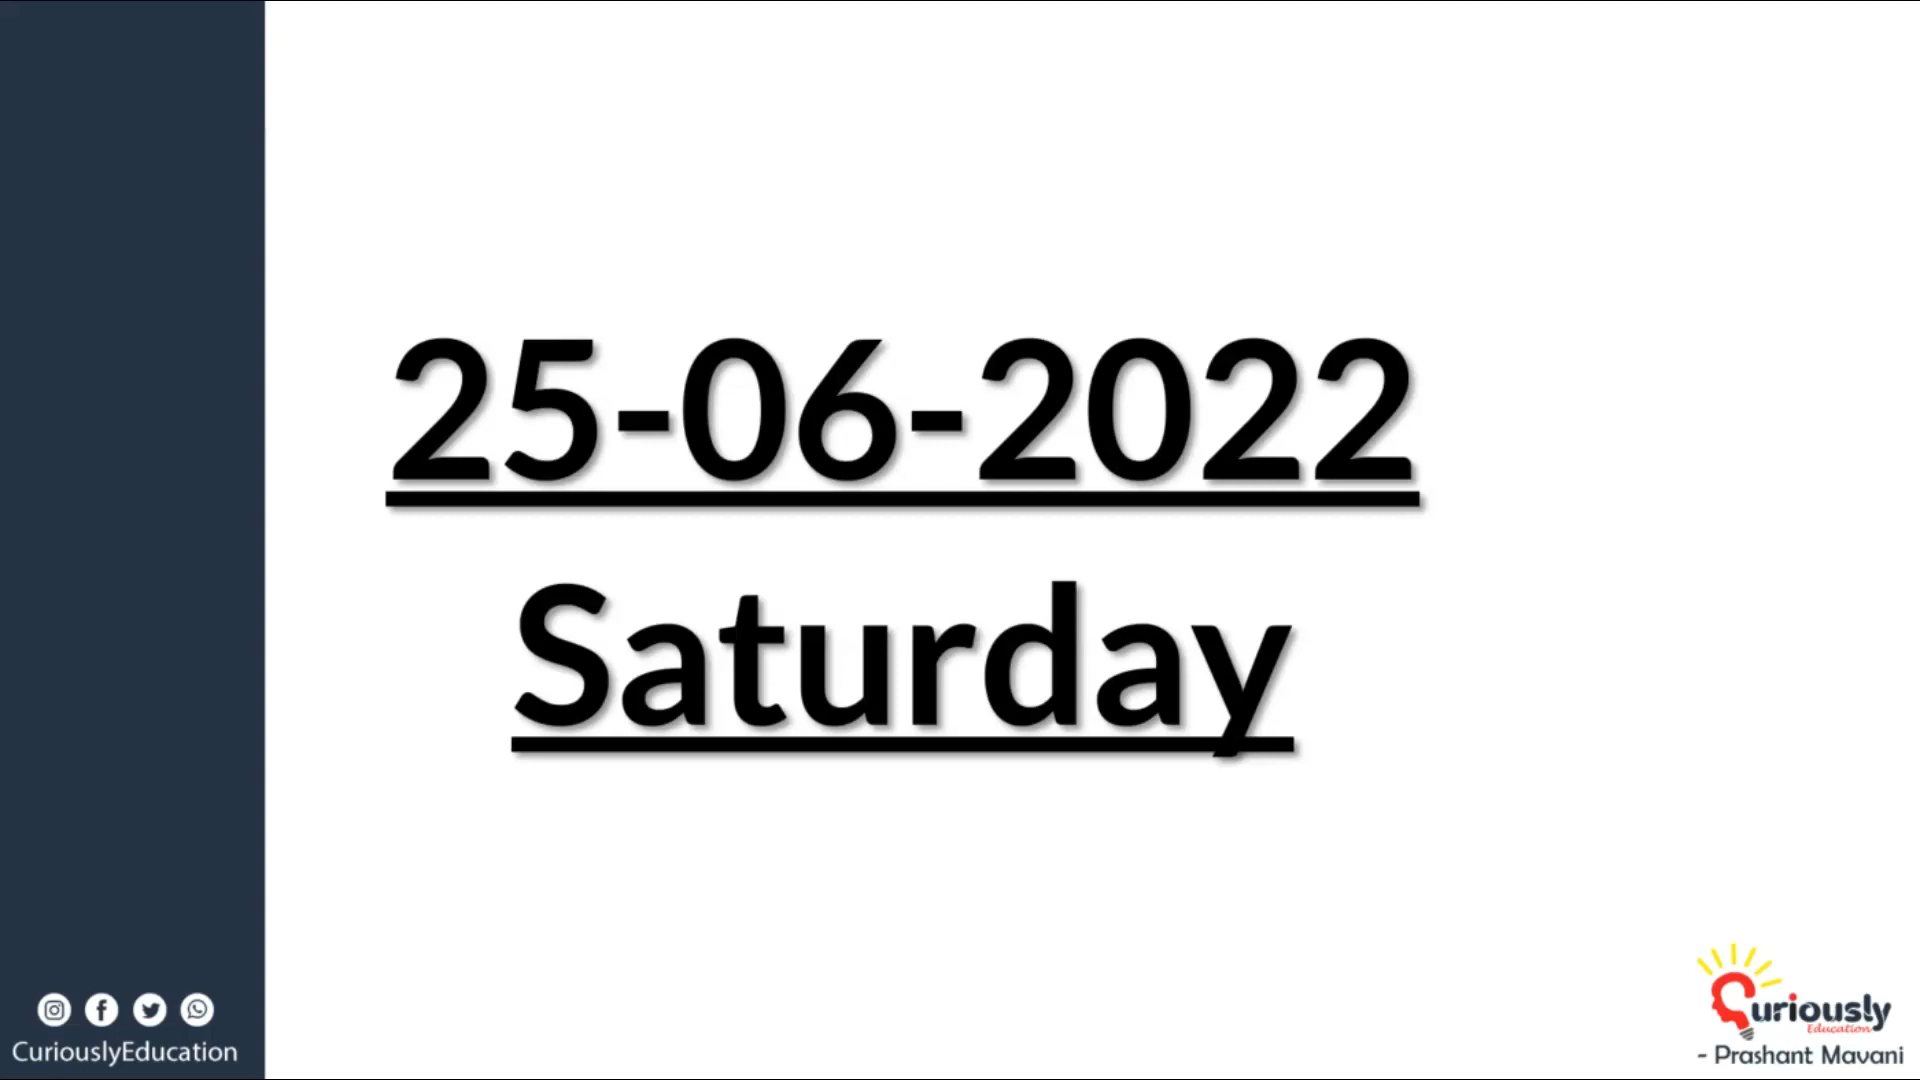 25-06-2022
Saturday
CuriouslyEducation
Curiously
Education
- Prashant Mavani